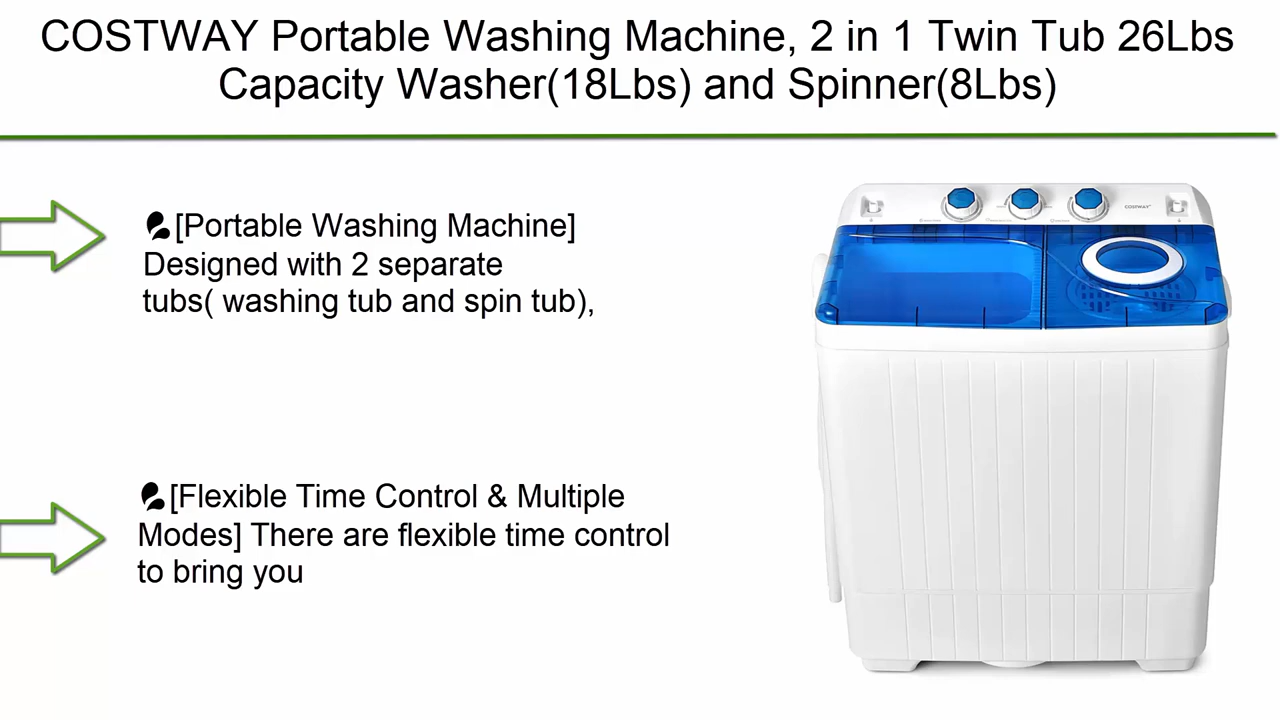 COSTWAY Portable Washing Machine, 2 in 1 Twin Tub 26Lbs
Capacity Washer(18Lbs) and Spinner(8Lbs)
[Portable Washing Machine]
Designed with 2 separate
tubs( washing tub and spin tub),
[Flexible Time Control & Multiple
Modes] There are flexible time control
to bring you
COSTWAY